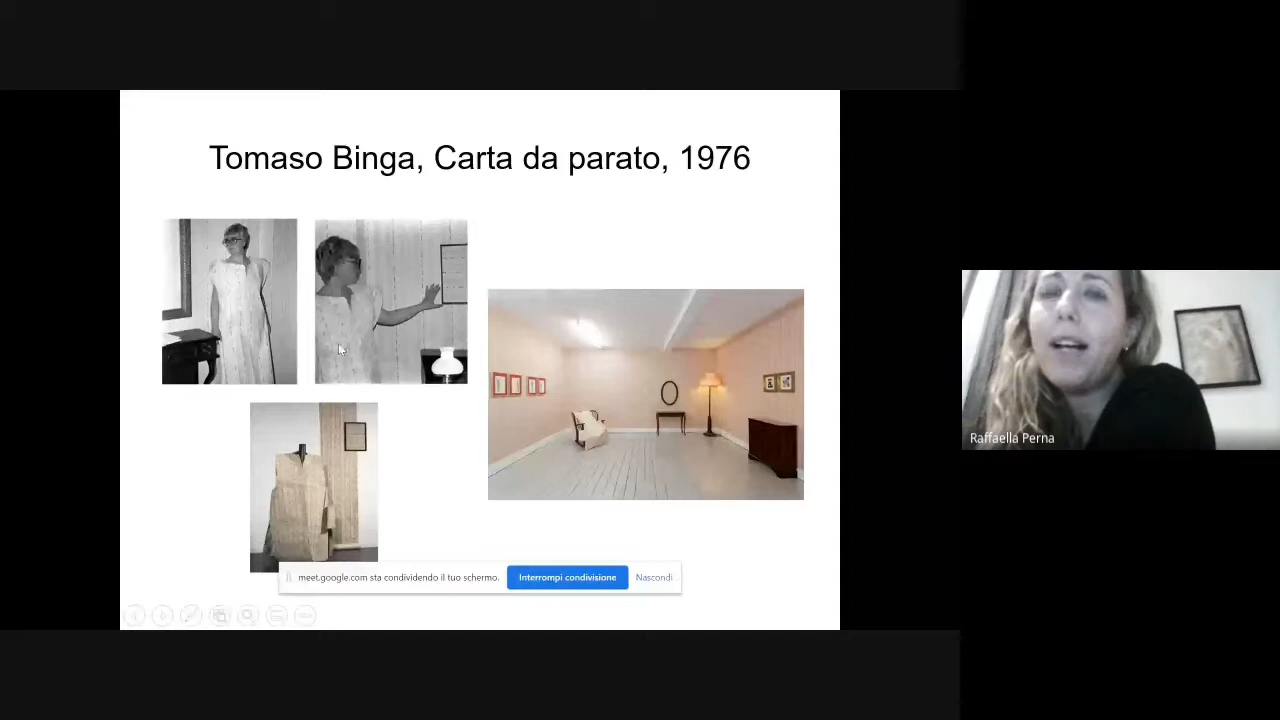 Tomaso Binga, Carta da parato, 1976
Raffaella Perna
meet.google.com sta condividendo il tuo schermo.
Interrompi condivisione
Nascondi